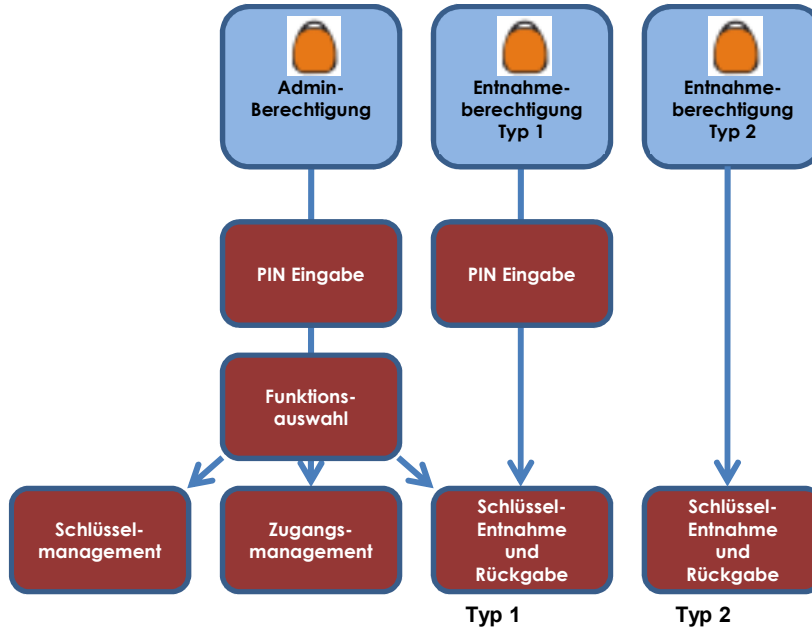 Admin-
Berechtigung
Entnahme-
berechtigung
Typ 1
Entnahme-
berechtigung
Typ 2
PIN Eingabe
PIN Eingabe
Funktions-
auswahl
Schlüssel-
management
Zugangs-
management
Schlüssel-
Entnahme
und
Rückgabe
Schlüssel-
Entnahme
und
Rückgabe
Typ 1
Typ 2